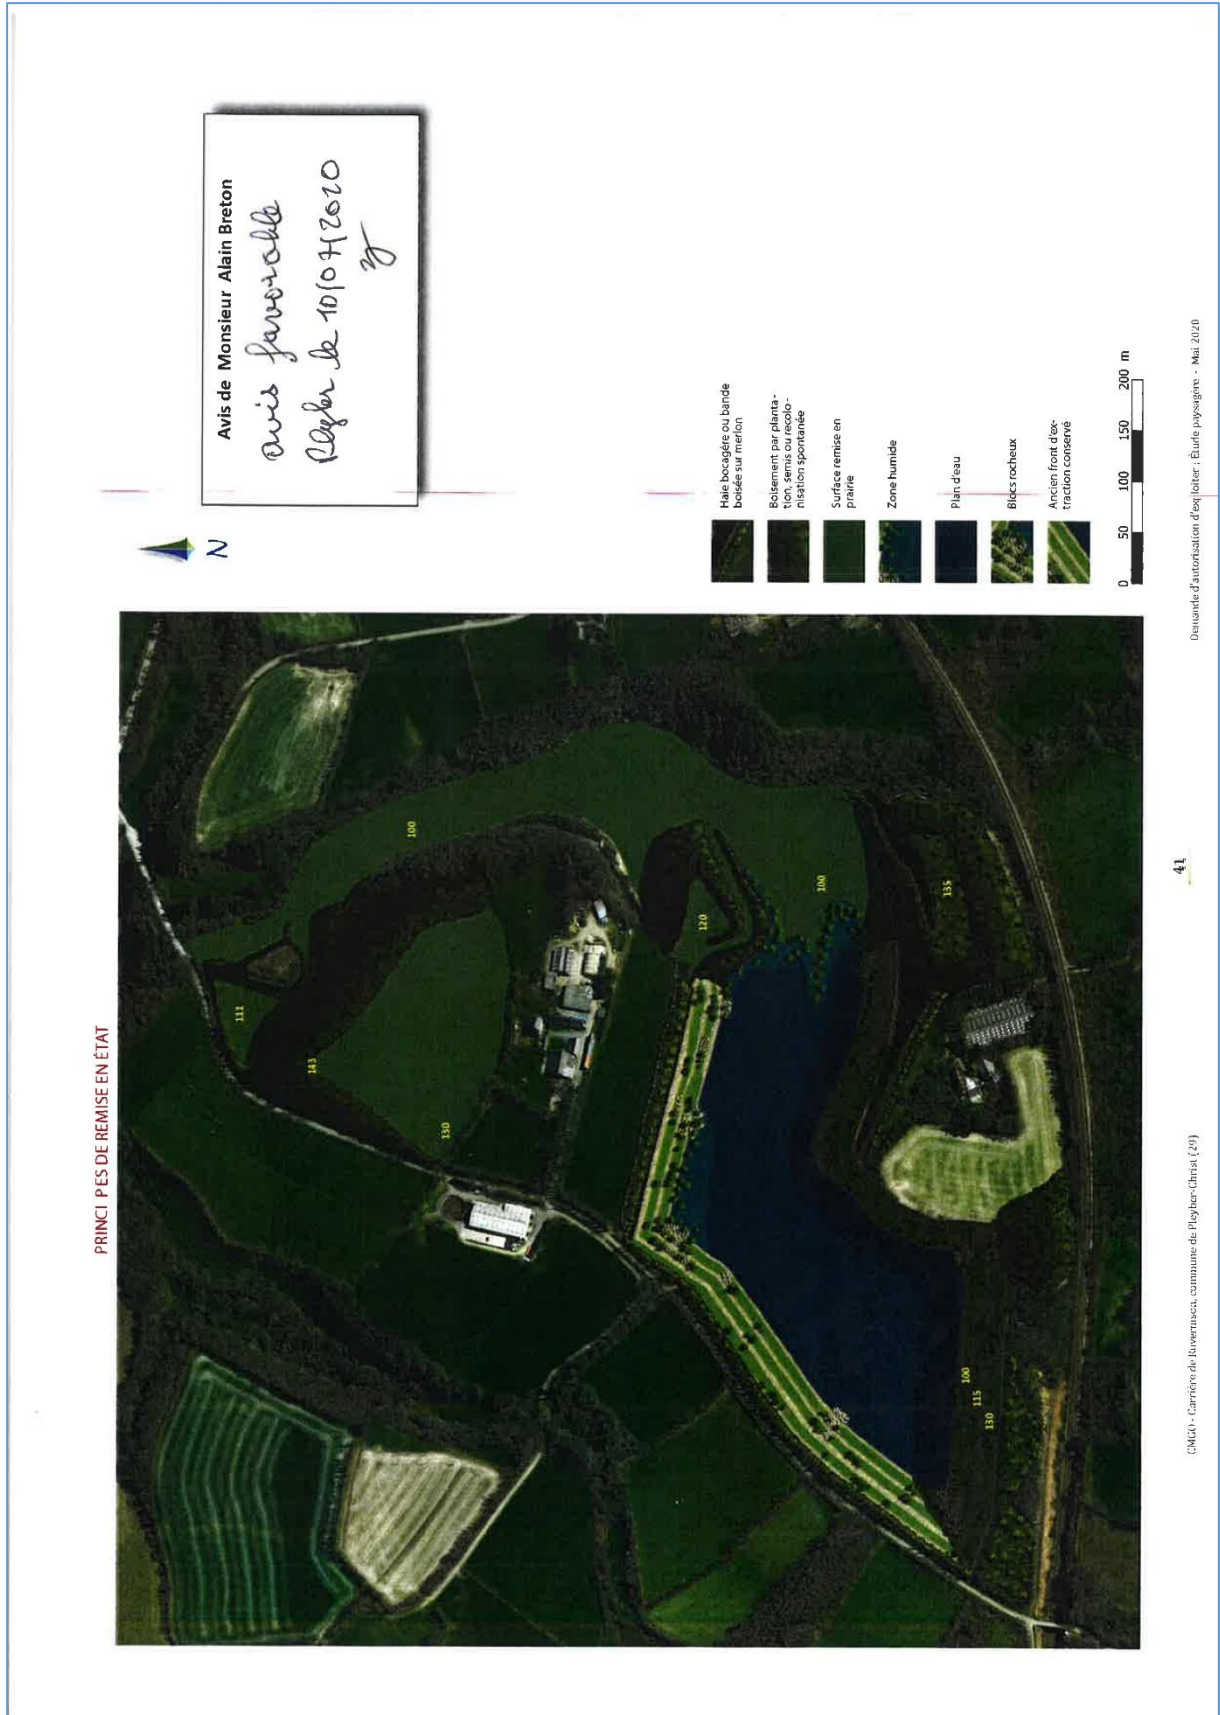 PRINCI PES DE REMISE EN ÉTAT
Avis de Monsieur Alain Breton
avis favorable
le 10/07/2020
N
111
143
130
100
120
100
135
100
115
130
Haie bocagère ou bande
boisée sur merlon
Boisement par planta-
tion, semis ou recolo-
nisation spontanée
Surface remise en
prairie
Zone humide
Plan d'eau
Blocs rocheux
Ancien front d'ex-
traction conservé
0 50 100 150 200 m
CMGO - Carrière de commune de Pleyber-Christ (29)
41
Demande d'autorisation d'exploiter ; Étude paysagère - Mai 2020